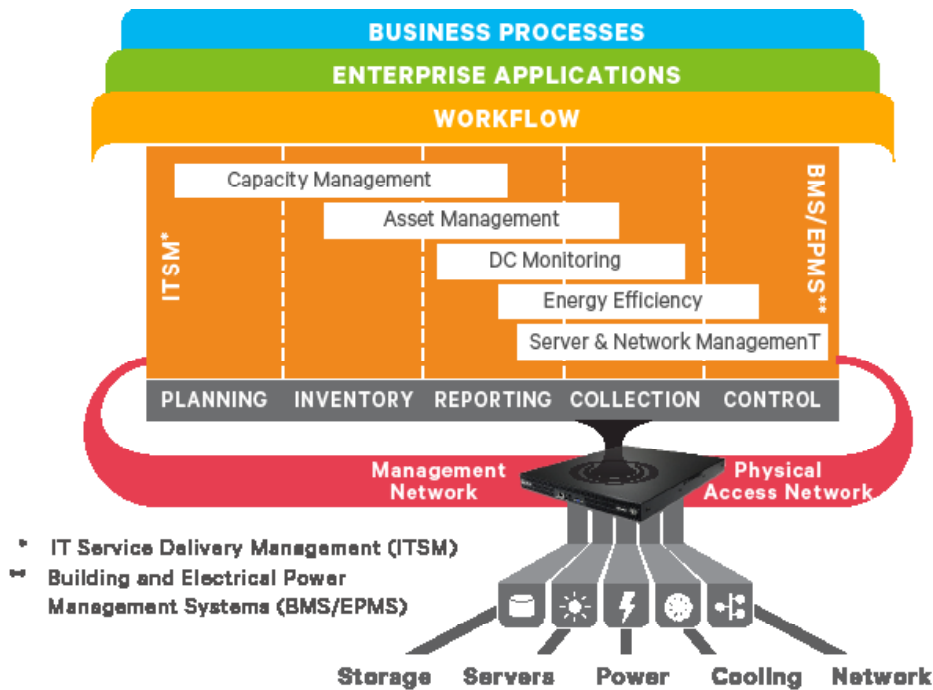 BUSINESS PROCESSES
ENTERPRISE APPLICATIONS
WORKFLOW
ITSM*
Capacity Management
Asset Management
DC Monitoring
Energy Efficiency
Server & Network ManagemenT
BMS/EPMS**
PLANNING INVENTORY REPORTING COLLECTION CONTROL
Management
Network
Physical
Access Network
* IT Service Delivery Management (ITSM)
** Building and Electrical Power
Management Systems (BMS/EPMS)
Storage Servers Power Cooling Network